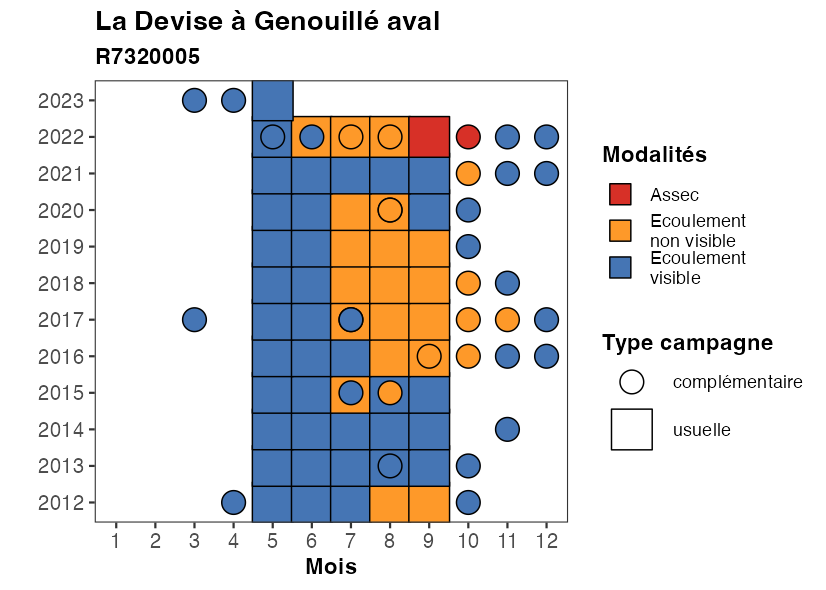 La Devise à Genouillé aval
R7320005
2023
2022
2021
2020
2019
2018
2017
2016
2015
2014
2013
2012
1 2 3 4 5 6 7 8 9 10 11 12
Mois
Modalités
Assec
Ecoulement
non visible
Ecoulement
visible
Type campagne
complémentaire
usuelle